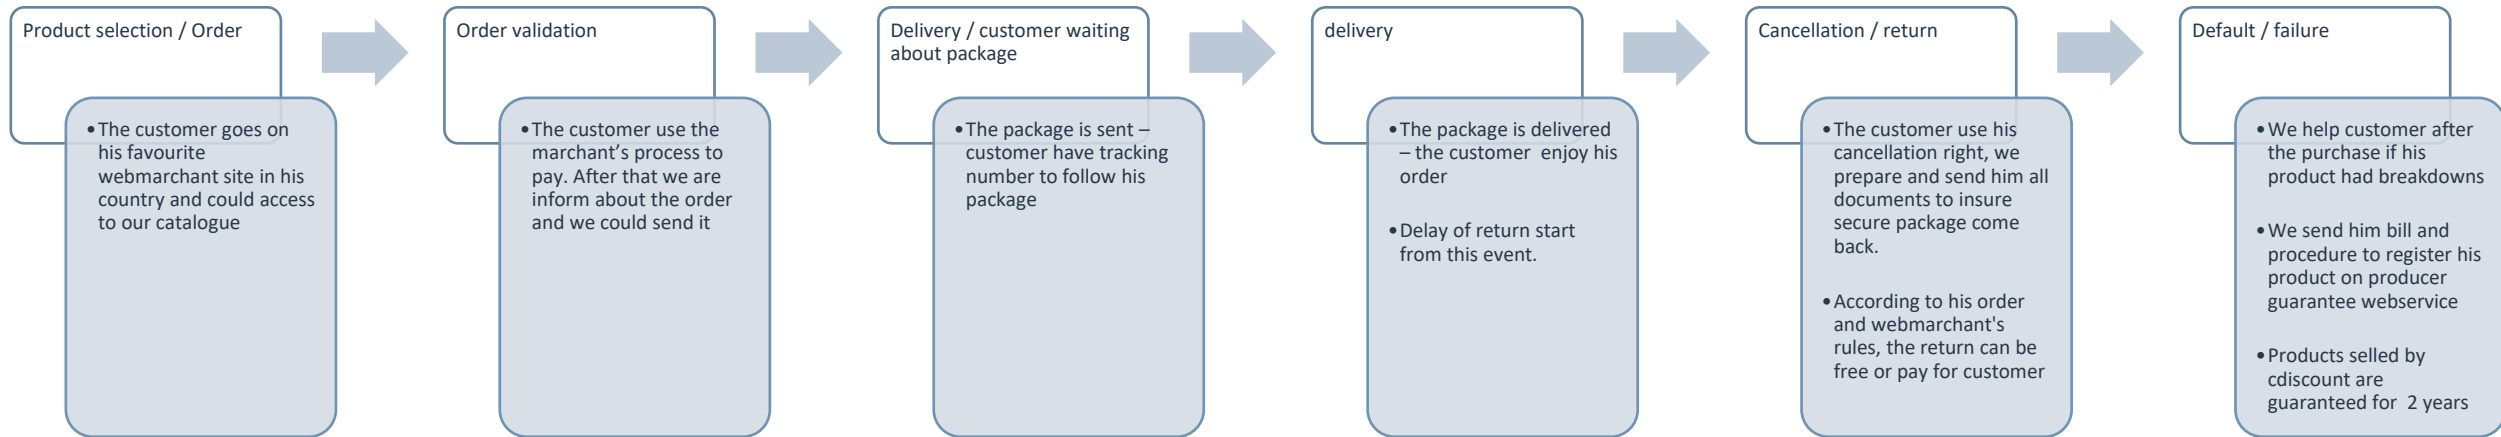 Product selection / Order
• The customer goes on
his favourite
webmarchant site in his
country and could access
to our catalogue
Order validation
• The customer use the
marchant’s process to
pay. After that we are
inform about the order
and we could send it
Delivery / customer waiting
about package
• The package is sent –
customer have tracking
number to follow his
package
delivery
• The package is delivered
– the customer enjoy his
order
• Delay of return start
from this event.
Cancellation / return
• The customer use his
cancellation right, we
prepare and send him all
documents to insure
secure package come
back.
• According to his order
and webmarchant's
rules, the return can be
free or pay for customer
Default / failure
• We help customer after
the purchase if his
product had breakdowns
• We send him bill and
procedure to register his
product on producer
guarantee webservice
• Products selled by
cdiscount are
guaranteed for 2 years